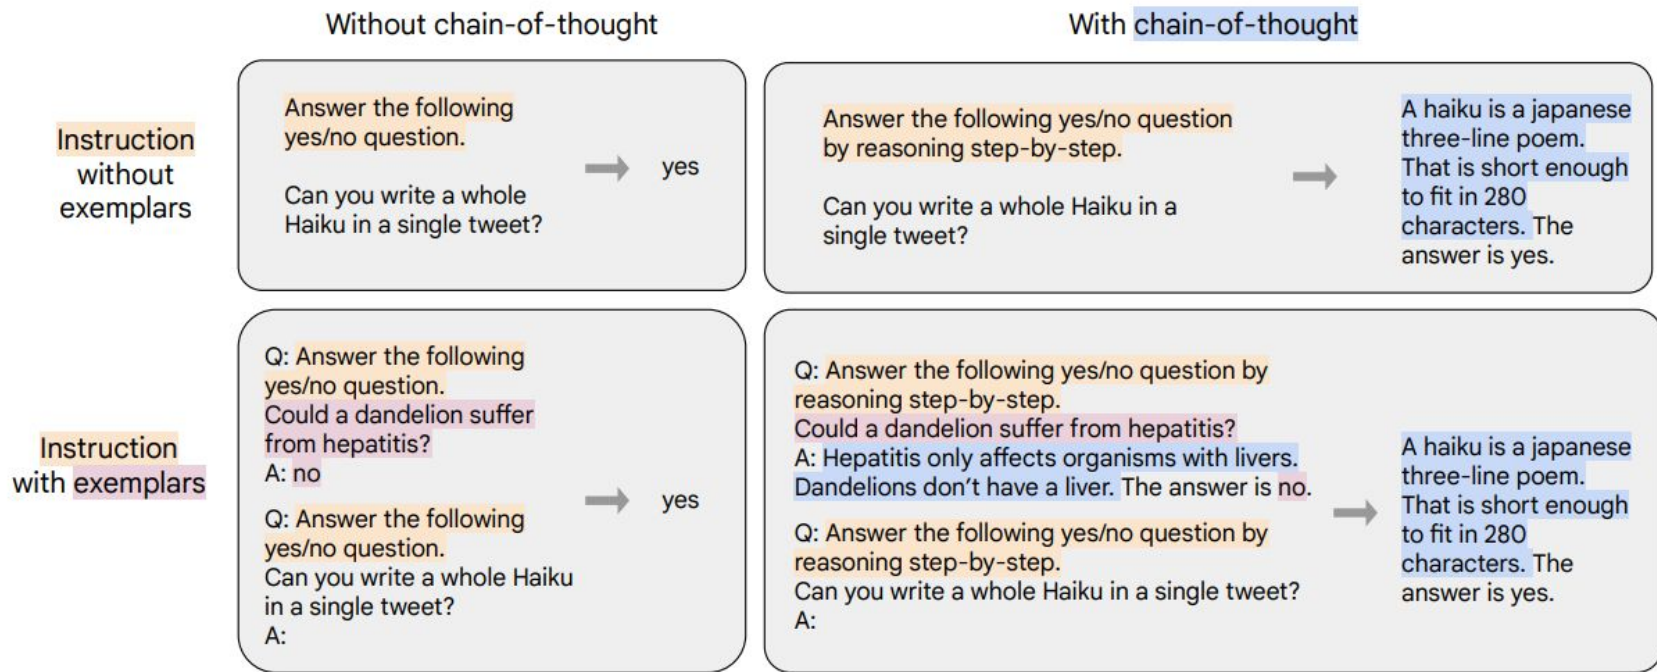 Without chain-of-thought
With chain-of-thought
Instruction
without
exemplars
Answer the following
yes/no question.
Can you write a whole
Haiku in a single tweet?
yes
Answer the following yes/no question
by reasoning step-by-step.
Can you write a whole Haiku in a
single tweet?
A haiku is a japanese
three-line poem.
That is short enough
to fit in 280
characters. The
answer is yes.
Instruction
with exemplars
Q: Answer the following
yes/no question.
Could a dandelion suffer
from hepatitis?
A: no
Q: Answer the following
yes/no question.
Can you write a whole Haiku
in a single tweet?
A:
yes
Q: Answer the following yes/no question by
reasoning step-by-step.
Could a dandelion suffer from hepatitis?
A: Hepatitis only affects organisms with livers.
Dandelions don’t have a liver. The answer is no.
Q: Answer the following yes/no question by
reasoning step-by-step.
Can you write a whole Haiku in a single tweet?
A:
A haiku is a japanese
three-line poem.
That is short enough
to fit in 280
characters. The
answer is yes.